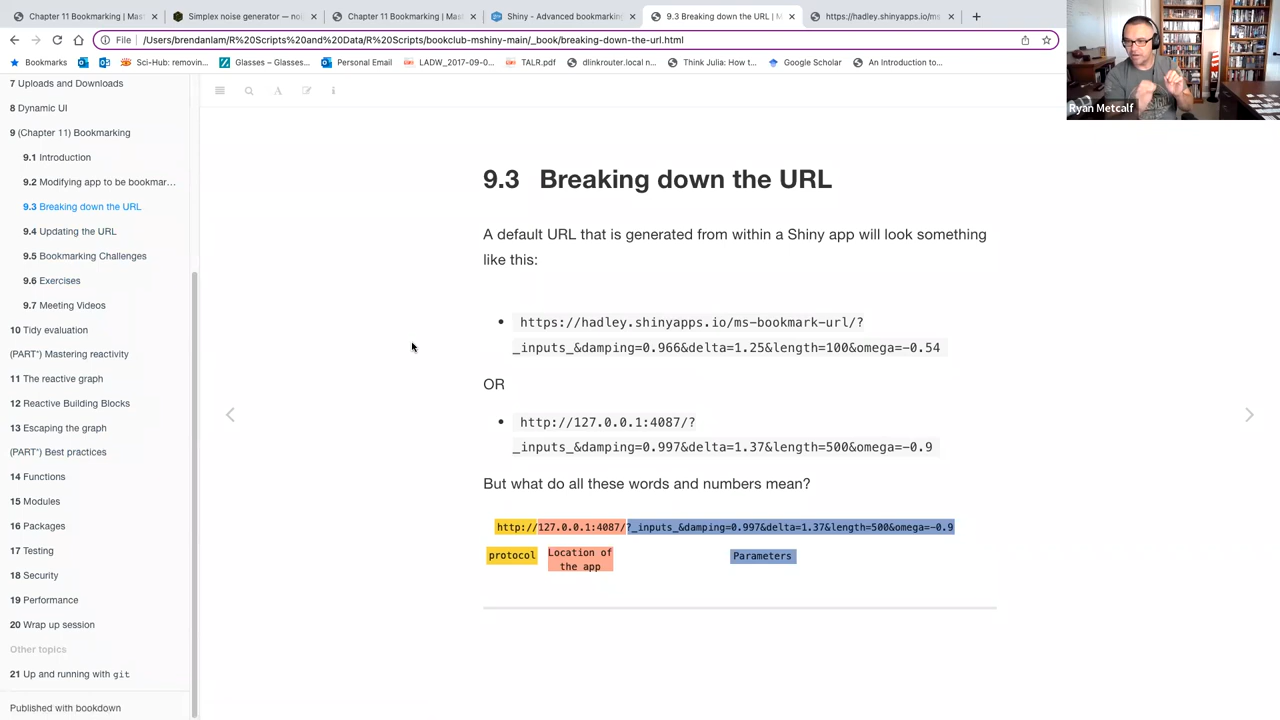 Chapter 11 Bookmarking | Mast
Simplex noise generator — noi
Chapter 11 Bookmarking | Mast
Shiny - Advanced bookmarking
9.3 Breaking down the URL | M
https://hadley.shinyapps.io/ms
File
/Users/brendanlam/R%20Scripts%20and%20Data/R%20Scripts/bookclub-mshiny-main/_book/breaking-down-the-url.html
Bookmarks
Sci-Hub: removin...
Glasses – Glasses...
Personal Email
LADW_2017-09-0...
TALR.pdf
dlinkrouter.local n...
Think Julia: How t...
Google Scholar
An Introduction to...
Ryan Metcalf
7 Uploads and Downloads
8 Dynamic UI
9 (Chapter 11) Bookmarking
9.1 Introduction
9.2 Modifying app to be bookmar...
9.3 Breaking down the URL
9.4 Updating the URL
9.5 Bookmarking Challenges
9.6 Exercises
9.7 Meeting Videos
10 Tidy evaluation
(PART*) Mastering reactivity
11 The reactive graph
12 Reactive Building Blocks
13 Escaping the graph
(PART*) Best practices
14 Functions
15 Modules
16 Packages
17 Testing
18 Security
19 Performance
20 Wrap up session
Other topics
21 Up and running with git
Published with bookdown
9.3 Breaking down the URL
A default URL that is generated from within a Shiny app will look something
like this:
• https://hadley.shinyapps.io/ms-bookmark-url/?
_inputs_&damping=0.966&delta=1.25&length=100&omega=-0.54
OR
• http://127.0.0.1:4087/?
_inputs_&damping=0.997&delta=1.37&length=500&omega=-0.9
But what do all these words and numbers mean?
http://127.0.0.1:4087/?_inputs_&damping=0.997&delta=1.37&length=500&omega=-0.9
protocol
Location of
the app
Parameters